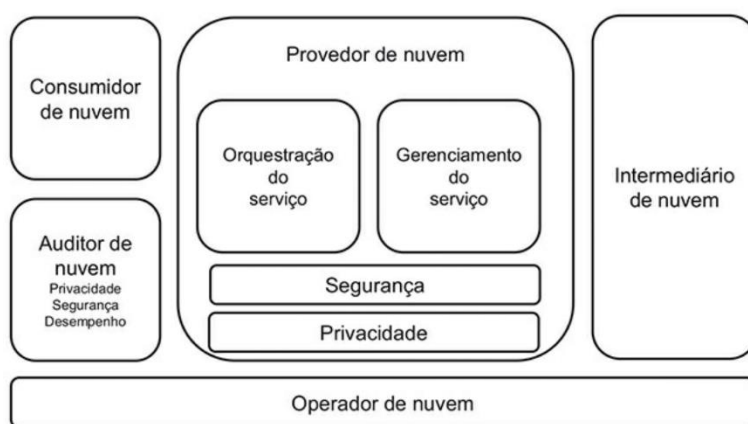 Consumidor
de nuvem
Auditor de
nuvem
Privacidade
Segurança
Desempenho
Provedor de nuvem
Orquestração
do
serviço
Gerenciamento
do
serviço
Segurança
Privacidade
Intermediário
de nuvem
Operador de nuvem